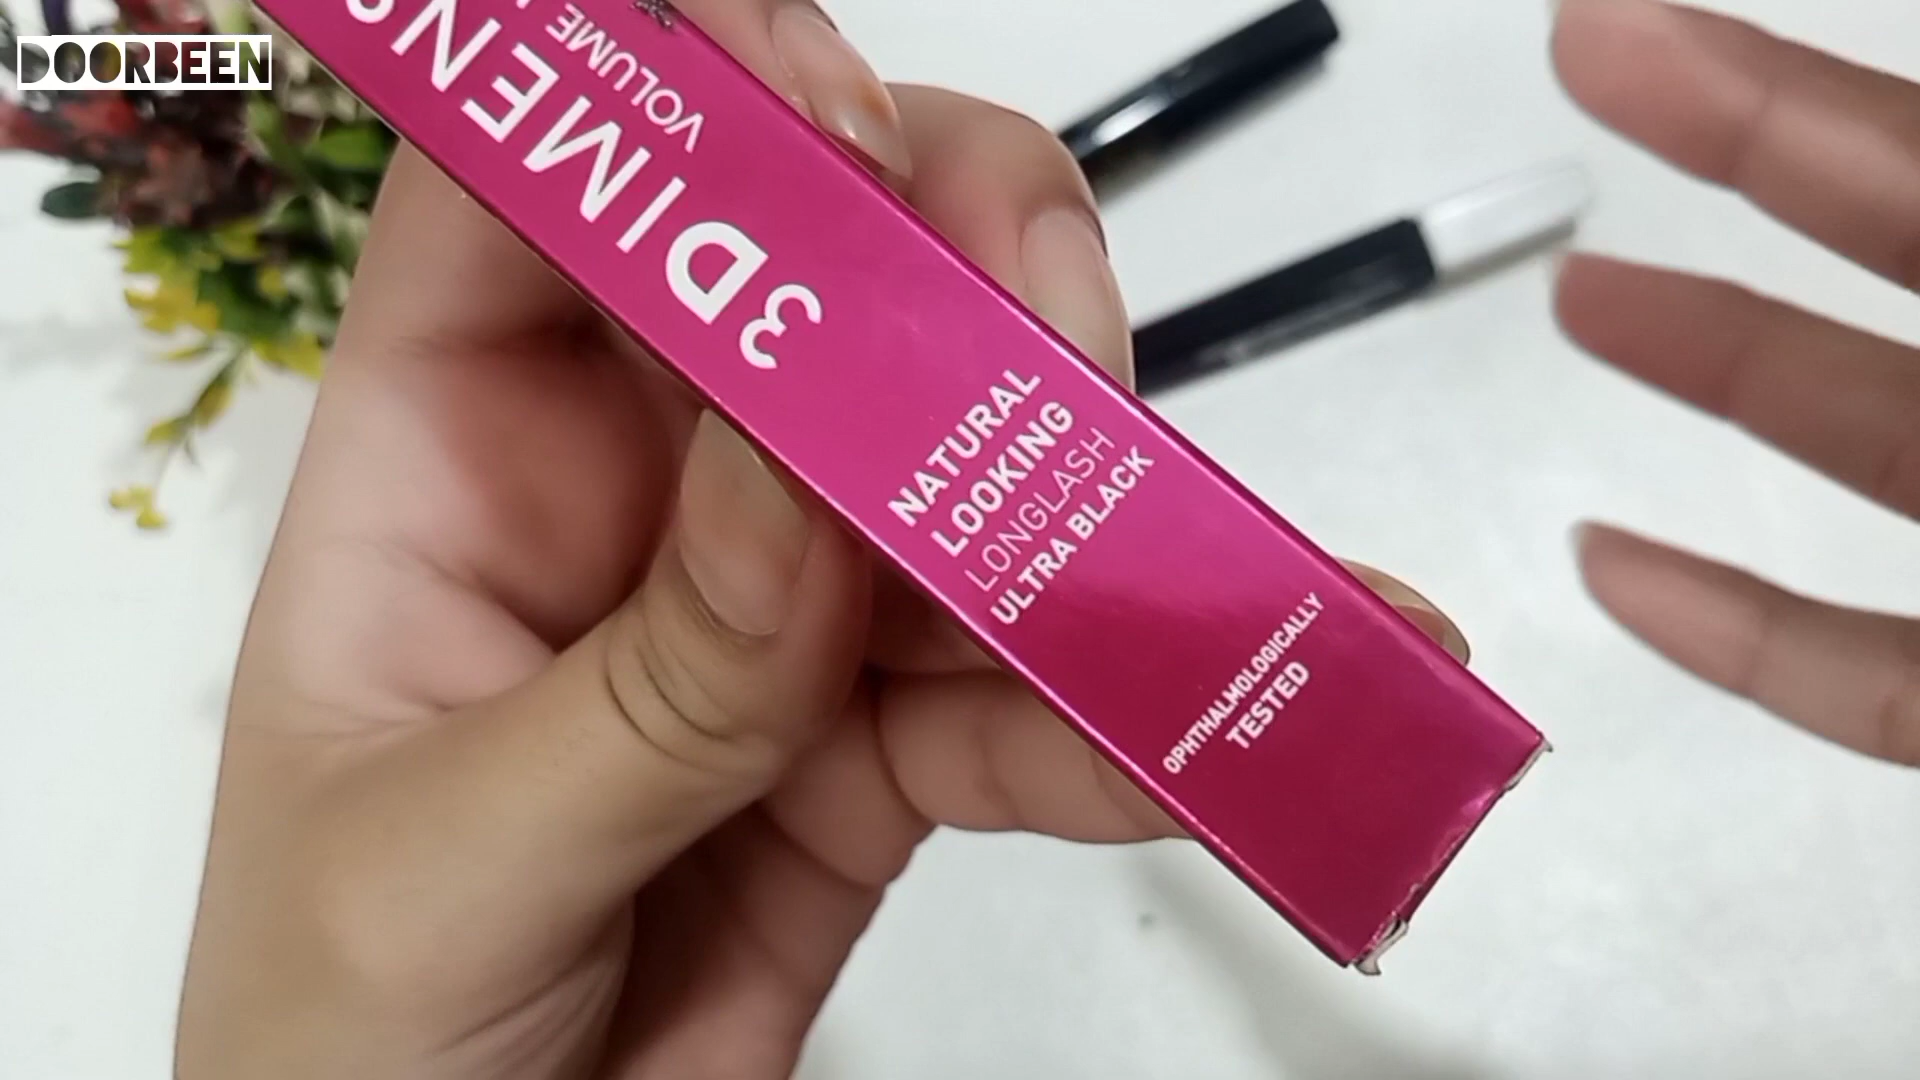 DOORBEEN
3DIMENS
VOLUME
NATURAL
LOOKING
LONGLASH
ULTRA BLACK
OPHTHALMOLOGICALLY
TESTED